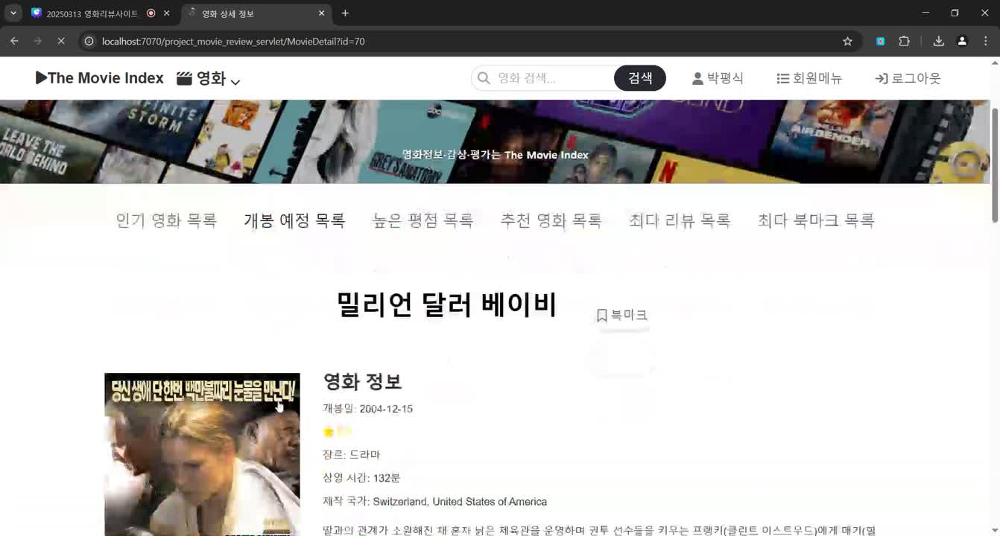 20250313 영화리뷰사이트
영화 상세 정보
localhost:7070/project_movie_review_servlet/MovieDetail?id=70
The Movie Index
영화
영화 검색...
검색
박평식
회원메뉴
로그아웃
INFINITE
STORM
LEAVE THE
WORLD BEHIND
abc
GREY'S ANATOMY
N
AIRBENDER
영화정보·감상·평가는 The Movie Index
인기 영화 목록
개봉 예정 목록
높은 평점 목록
추천 영화 목록
최다 리뷰 목록
최다 북마크 목록
밀리언 달러 베이비
북마크
당신 생애 단 한번, 백만불짜리 눈물을 만난다!
영화 정보
개봉일: 2004-12-15
장르: 드라마
상영 시간: 132분
제작 국가: Switzerland, United States of America
딸과의 관계가 소원해진 채 혼자 낡은 체육관을 운영하며 권투 선수들을 키우는 프랭키(클린트 이스트우드)에게 매기(힐